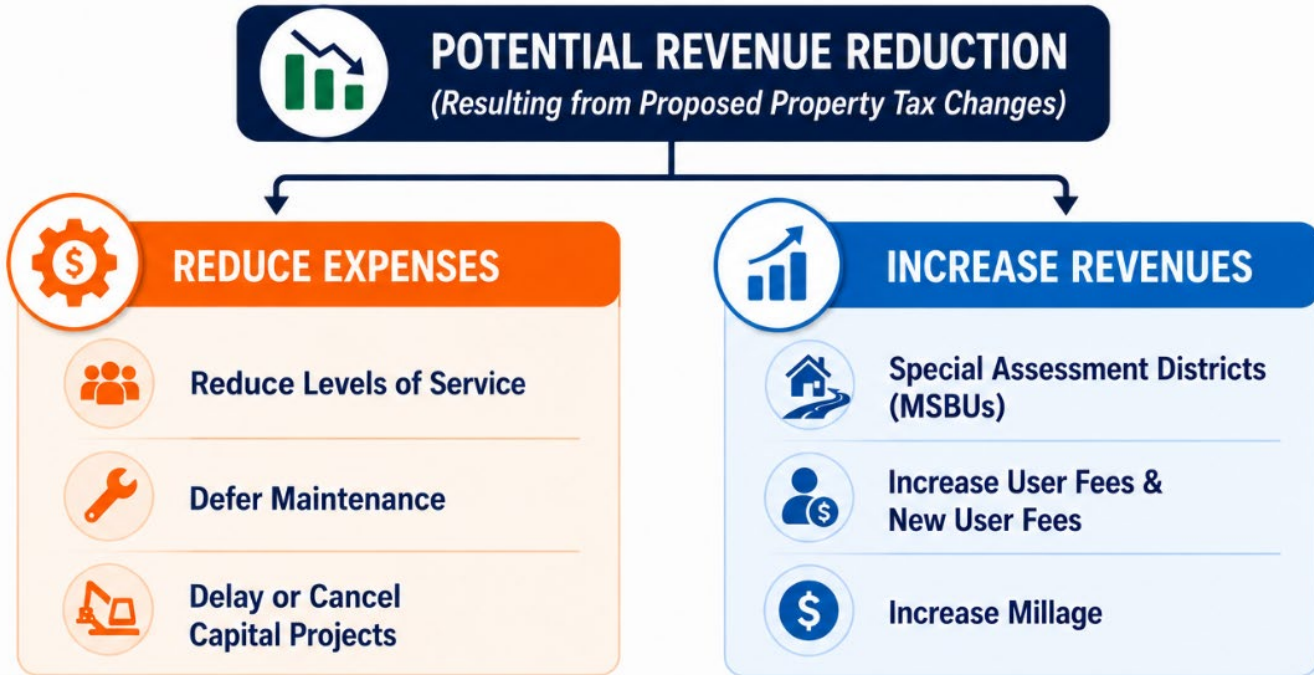 POTENTIAL REVENUE REDUCTION
(Resulting from Proposed Property Tax Changes)
$
REDUCE EXPENSES
Reduce Levels of Service
Defer Maintenance
Delay or Cancel
Capital Projects
INCREASE REVENUES
Special Assessment Districts
(MSBUs)
$
Increase User Fees &
New User Fees
$
Increase Millage